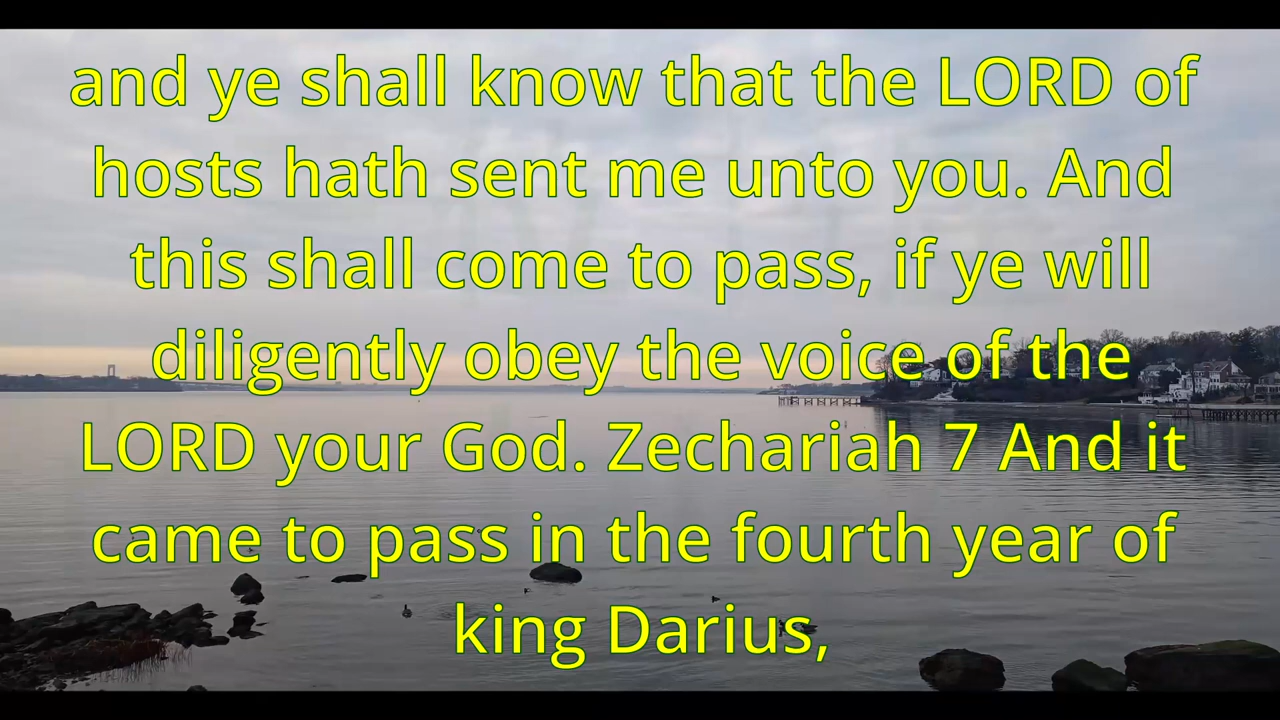 and ye shall know that the LORD of
hosts hath sent me unto you. And
this shall come to pass, if ye will
diligently obey the voice of the
LORD your God. Zechariah 7 And it
came to pass in the fourth year of
king Darius,